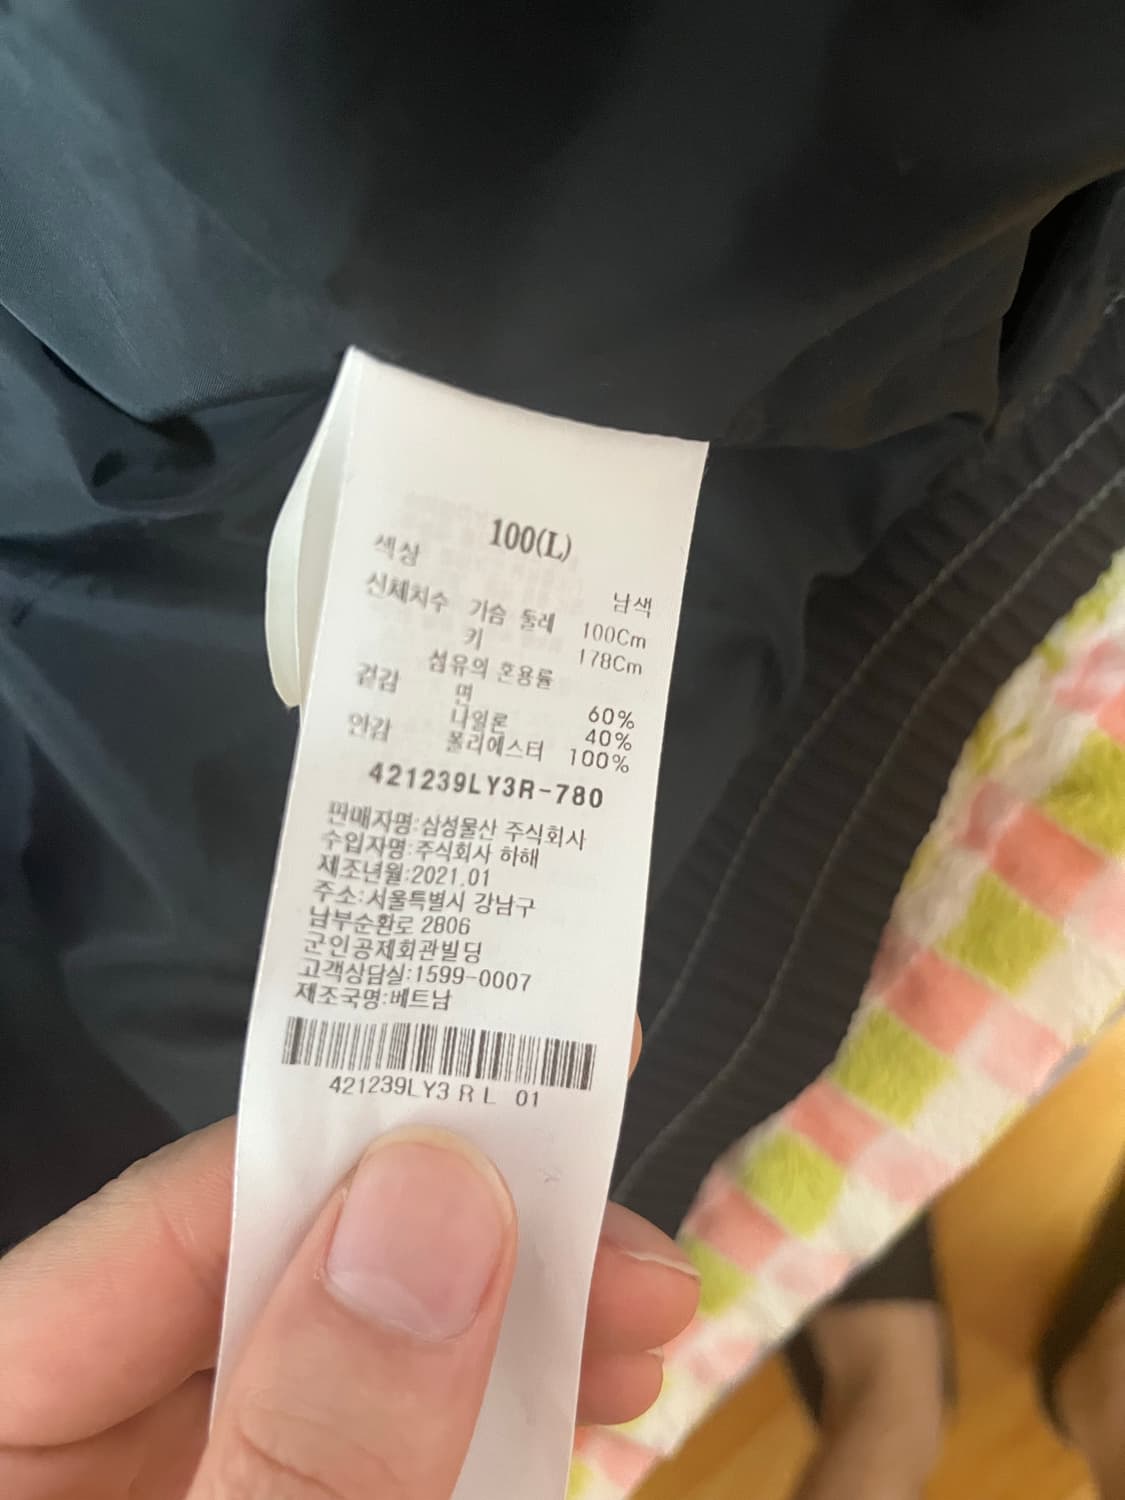 100(L)
색상 남색
신체치수 가슴 둘레 100Cm
키 178Cm
섬유의 혼용률
겉감 면 60%
나일론 40%
안감 폴리에스터 100%
421239LY3R-780
판매자명:삼성물산 주식회사
수입자명:주식회사 하해
제조년월:2021.01
주소:서울특별시 강남구
남부순환로 2806
군인공제회관빌딩
고객상담실:1599-0007
제조국명:베트남
421239LY3 R L 01